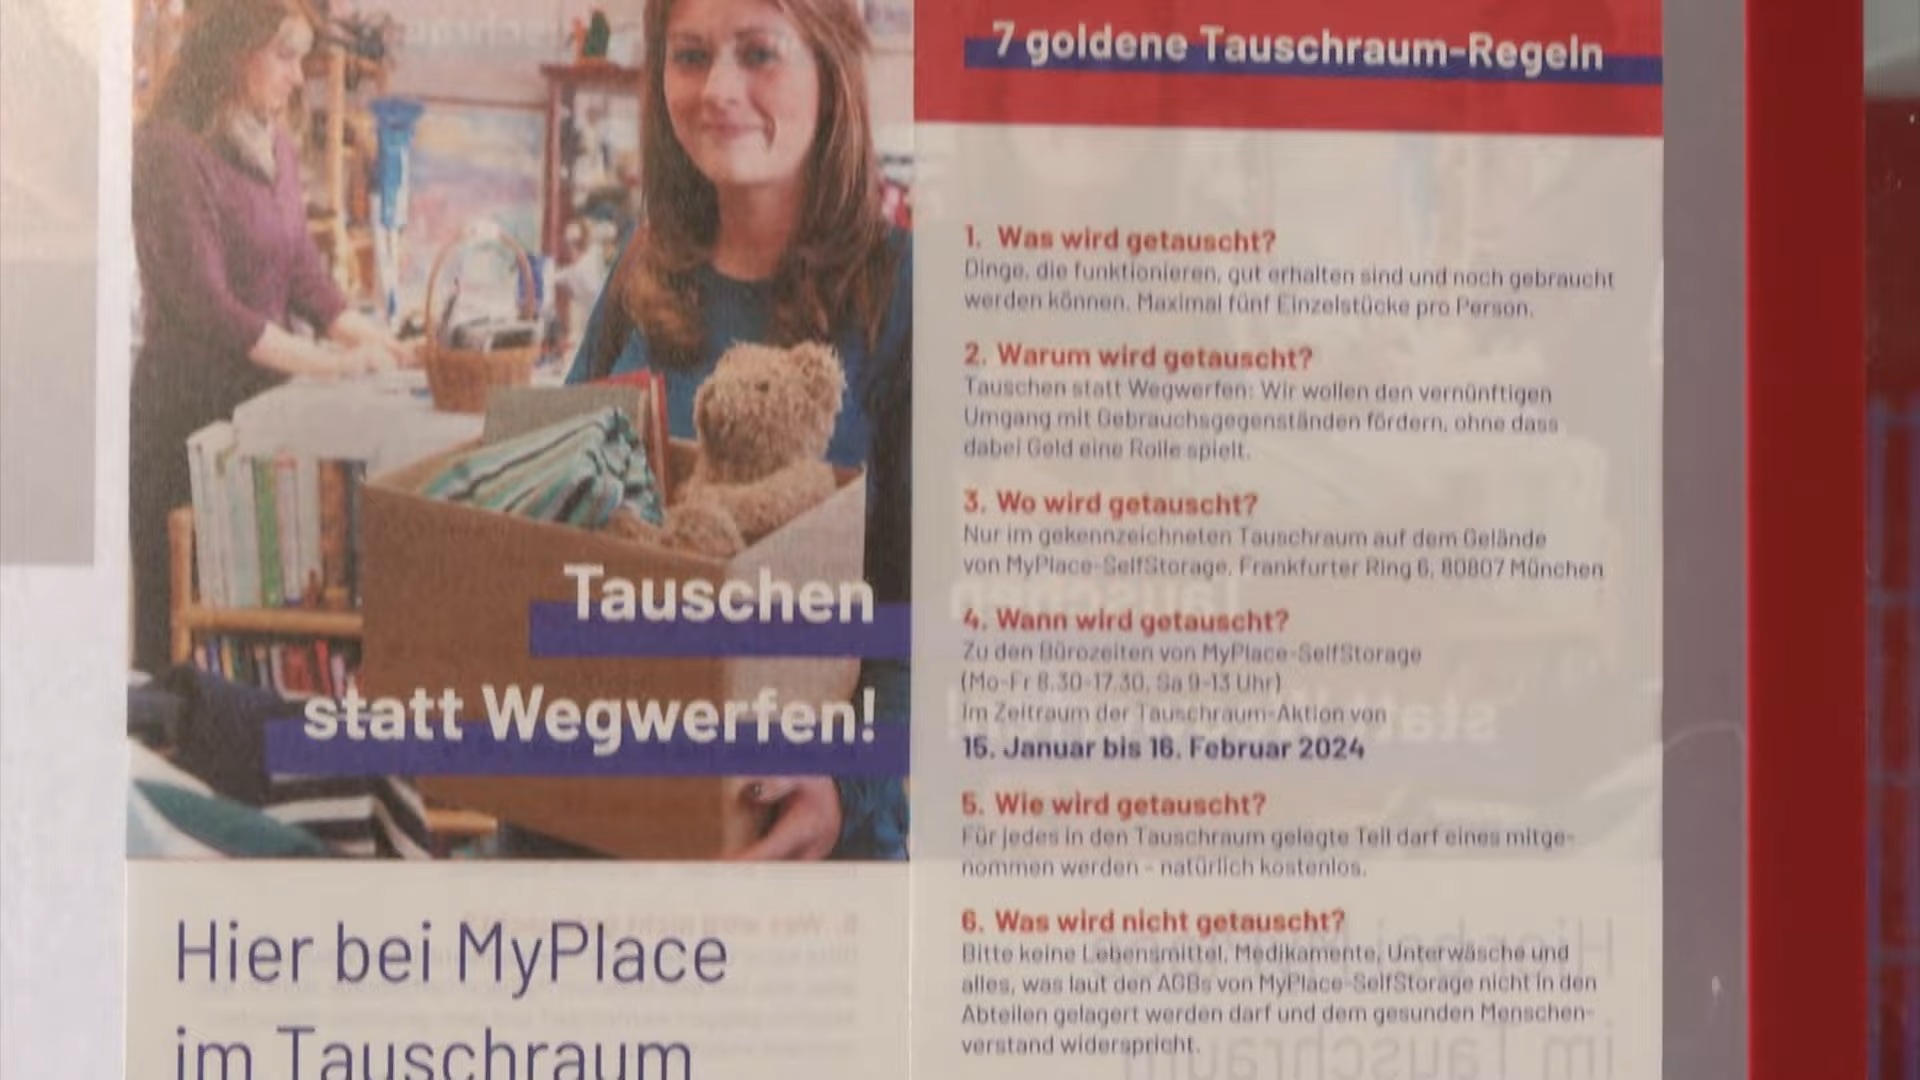 Tauschen
statt Wegwerfen!
Hier bei MyPlace
im Tauschraum
7 goldene Tauschraum-Regeln
1. Was wird getauscht?
Dinge, die funktionieren, gut erhalten sind und noch gebraucht
werden können. Maximal fünf Einzelstücke pro Person.
2. Warum wird getauscht?
Tauschen statt Wegwerfen: Wir wollen den vernünftigen
Umgang mit Gebrauchsgegenständen fördern, ohne dass
dabei Geld eine Rolle spielt.
3. Wo wird getauscht?
Nur im gekennzeichneten Tauschraum auf dem Gelände
von MyPlace-SelfStorage, Frankfurter Ring 6, 80807 München
4. Wann wird getauscht?
Zu den Bürozeiten von MyPlace-SelfStorage
(Mo-Fr 8.30-17.30, Sa 9-13 Uhr)
im Zeitraum der Tauschraum-Aktion von
15. Januar bis 16. Februar 2024
5. Wie wird getauscht?
Für jedes in den Tauschraum gelegte Teil darf eines mitge-
nommen werden - natürlich kostenlos.
6. Was wird nicht getauscht?
Bitte keine Lebensmittel, Medikamente, Unterwäsche und
alles, was laut den AGBs von MyPlace-SelfStorage nicht in den
Abteilen gelagert werden darf und dem gesunden Menschen-
verstand widerspricht.